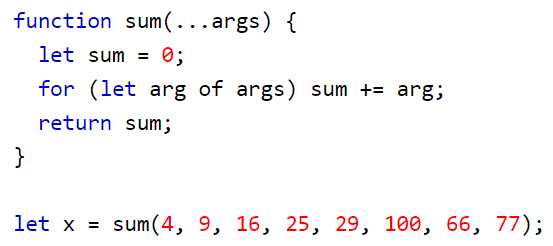 function sum(...args) {
  let sum = 0;
  for (let arg of args) sum += arg;
  return sum;
}

let x = sum(4, 9, 16, 25, 29, 100, 66, 77);